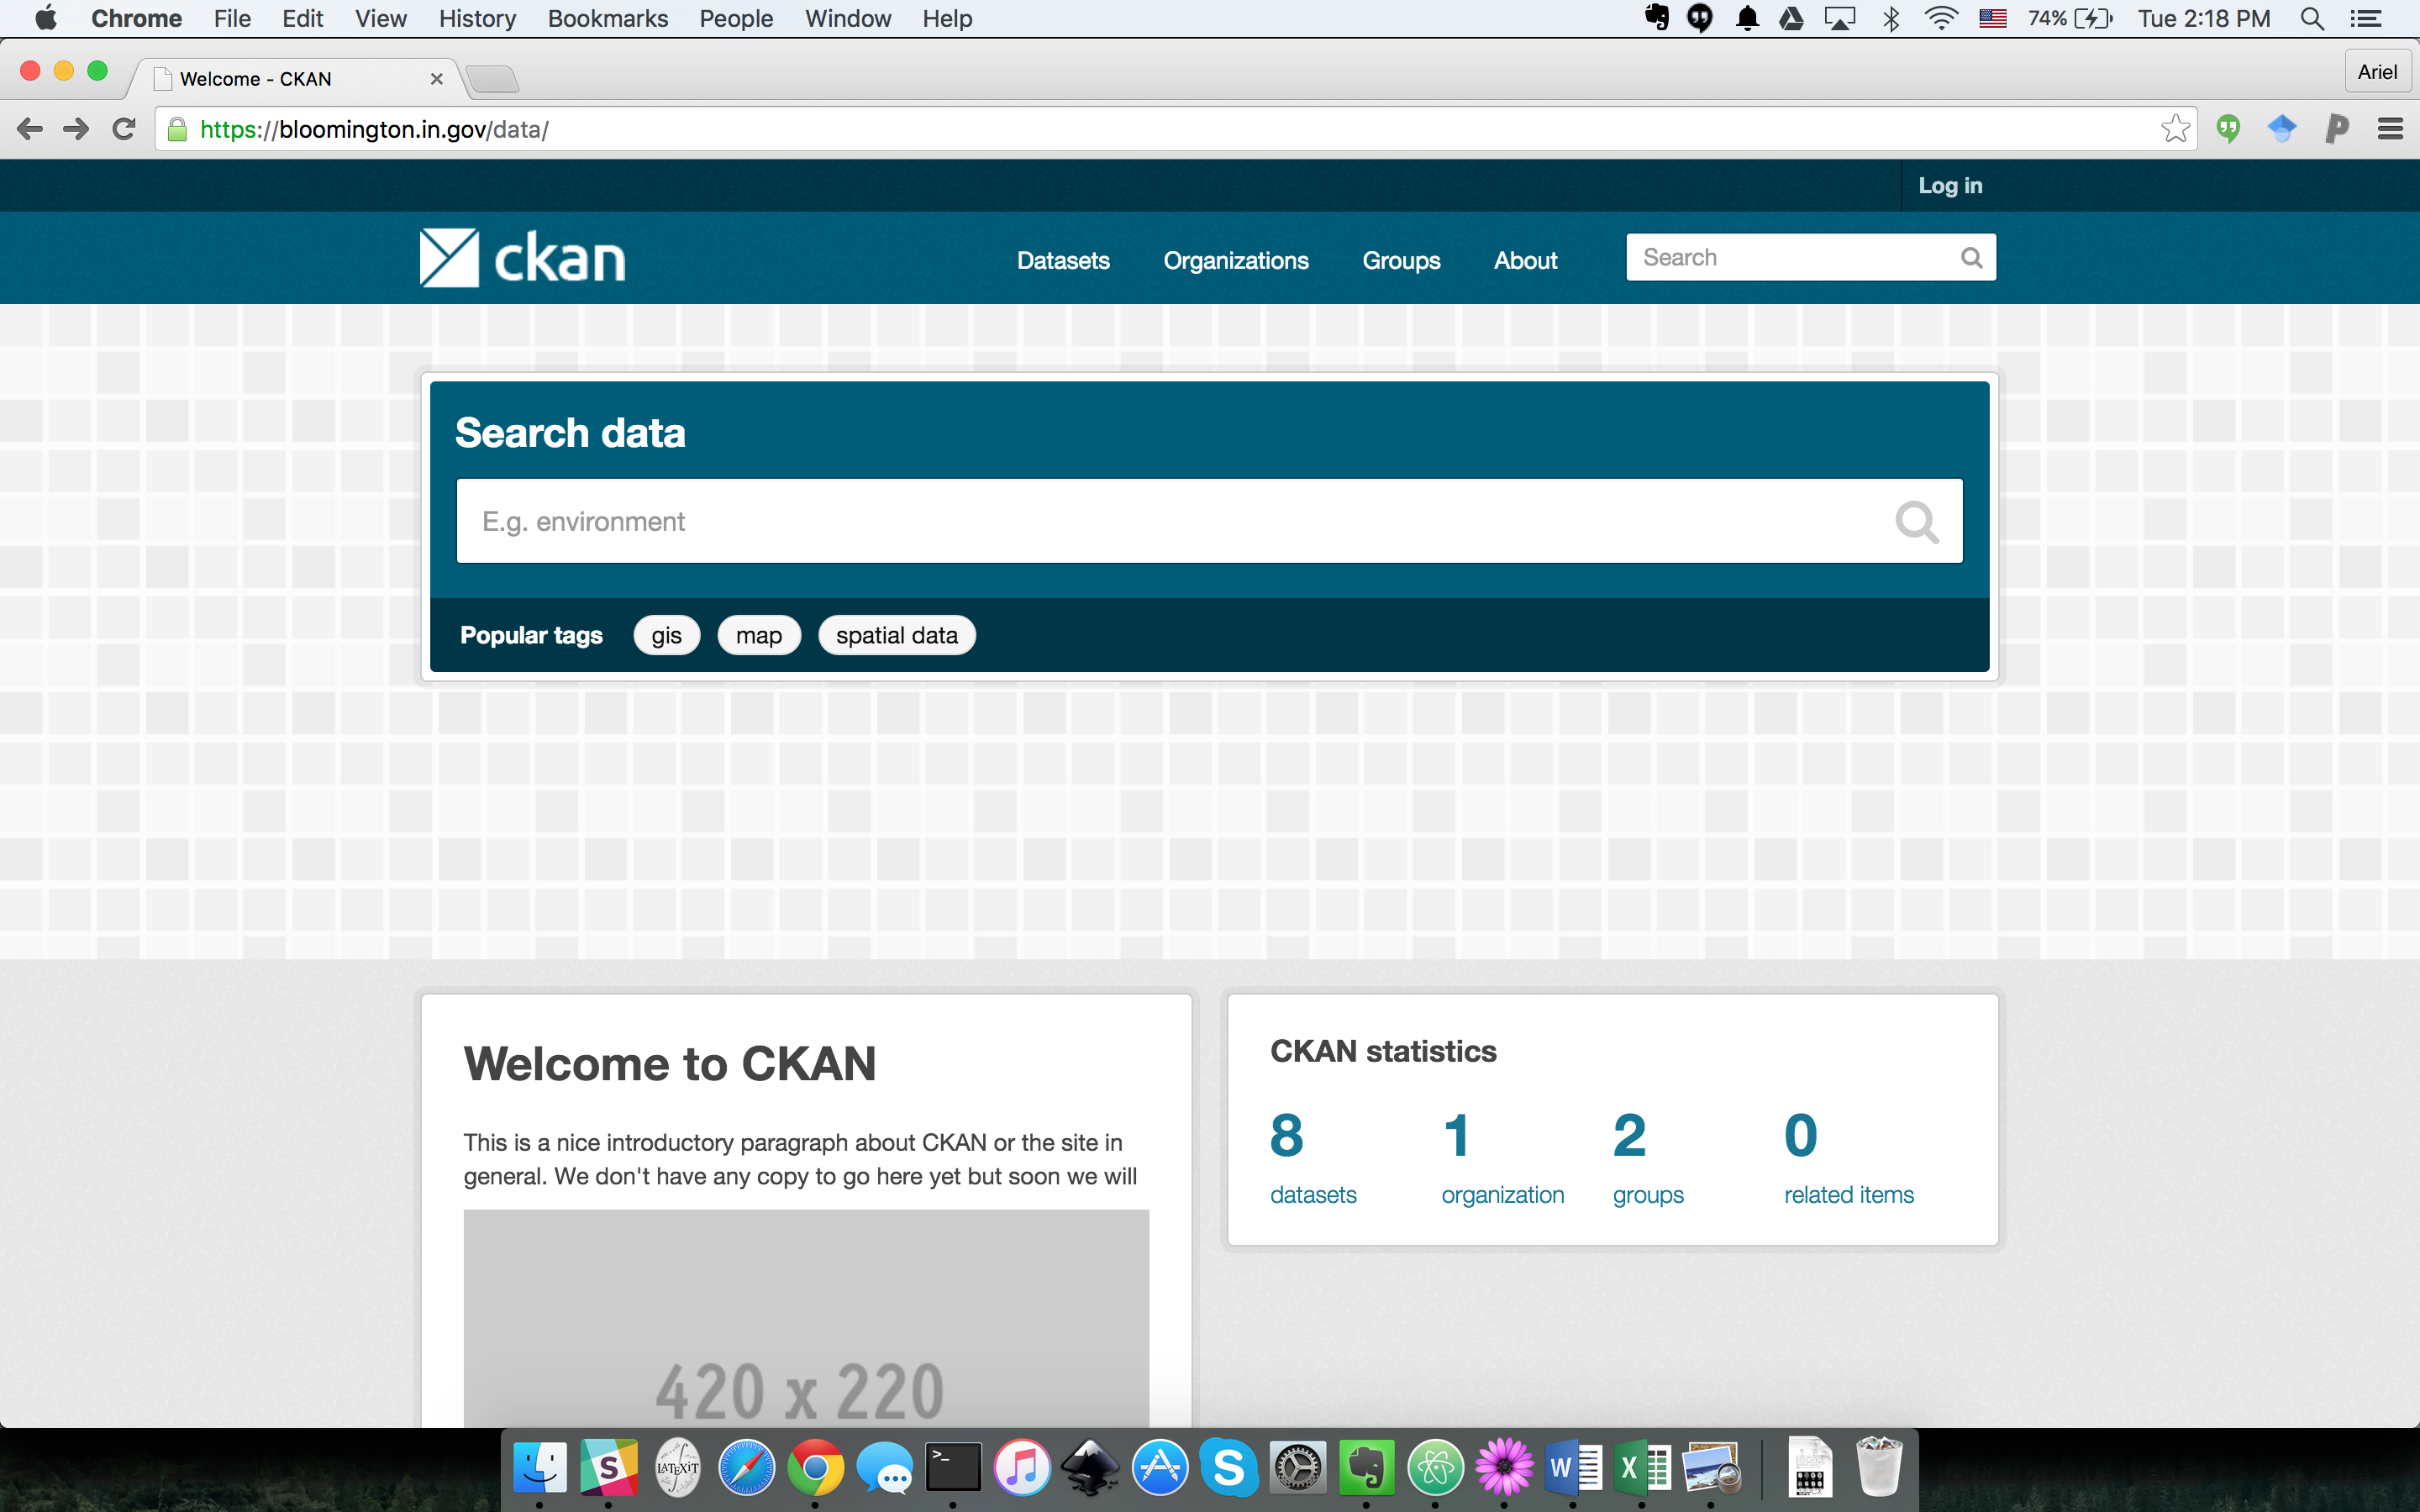 Chrome File Edit View History Bookmarks People Window Help 74% Tue 2:18 PM
Welcome - CKAN
Ariel
https://bloomington.in.gov/data/
Log in
ckan Datasets Organizations Groups About Search
Search data
E.g. environment
Popular tags gis map spatial data
Welcome to CKAN
This is a nice introductory paragraph about CKAN or the site in
general. We don't have any copy to go here yet but soon we will
420 x 220
CKAN statistics
8 1 2 0
datasets organization groups related items
S LATEXiT >_ S W X